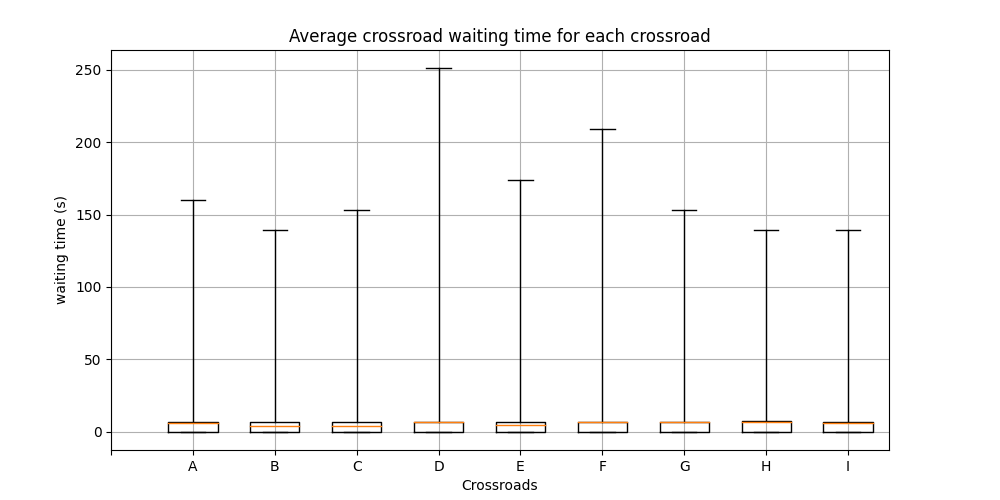 Average crossroad waiting time for each crossroad
250
200
150
100
50
0
waiting time (s)
A B C D E F G H I
Crossroads